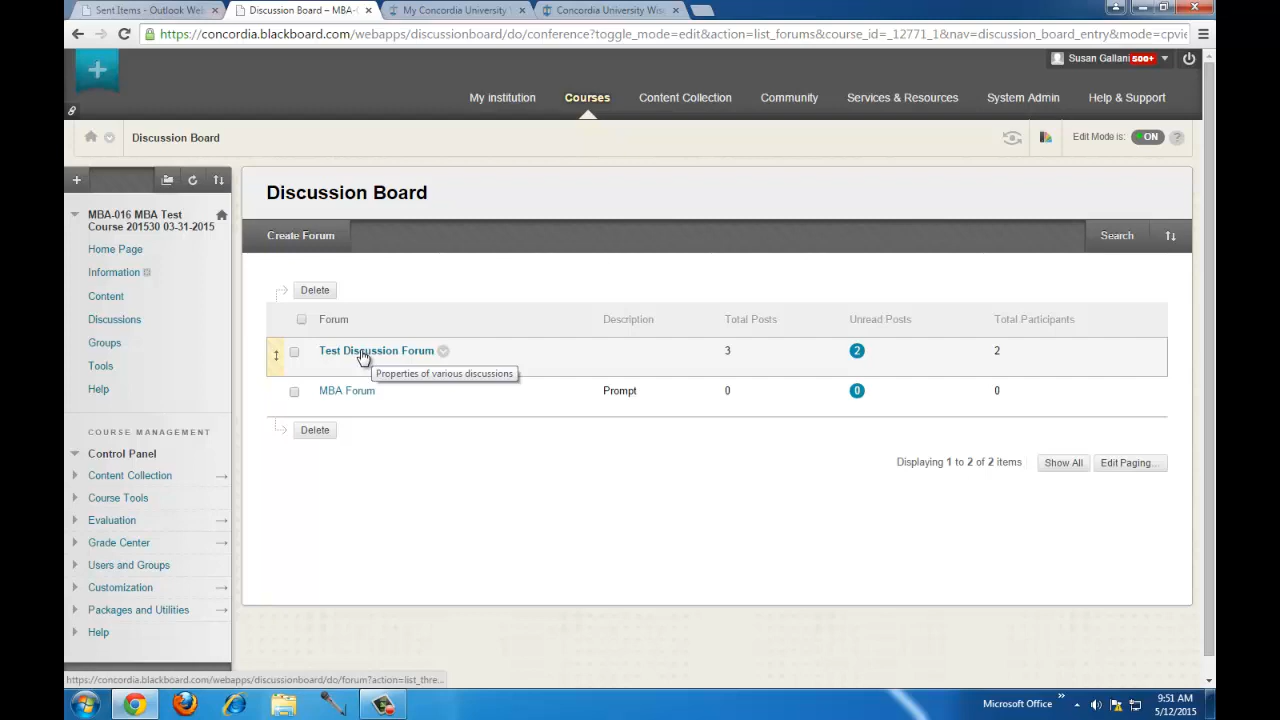 Sent Items - Outlook Web
Discussion Board – MBA-0
My Concordia University
Concordia University Wis
https://concordia.blackboard.com/webapps/discussionboard/do/conference?toggle_mode=edit&action=list_forums&course_id=_12771_1&nav=discussion_board_entry&mode=cpvie
Susan Gallani 500+
My institution
Courses
Content Collection
Community
Services & Resources
System Admin
Help & Support
Discussion Board
Edit Mode is: ON ?
MBA-016 MBA Test
Course 201530 03-31-2015
Home Page
Information
Content
Discussions
Groups
Tools
Help
COURSE MANAGEMENT
Control Panel
Content Collection
Course Tools
Evaluation
Grade Center
Users and Groups
Customization
Packages and Utilities
Help
Discussion Board
Create Forum
Search
Delete
Forum Description Total Posts Unread Posts Total Participants
Test Discussion Forum 3 2 2
Properties of various discussions
MBA Forum Prompt 0 0 0
Delete
Displaying 1 to 2 of 2 items
Show All
Edit Paging...
https://concordia.blackboard.com/webapps/discussionboard/do/forum?action=list_thre...
Microsoft Office
9:51 AM
5/12/2015